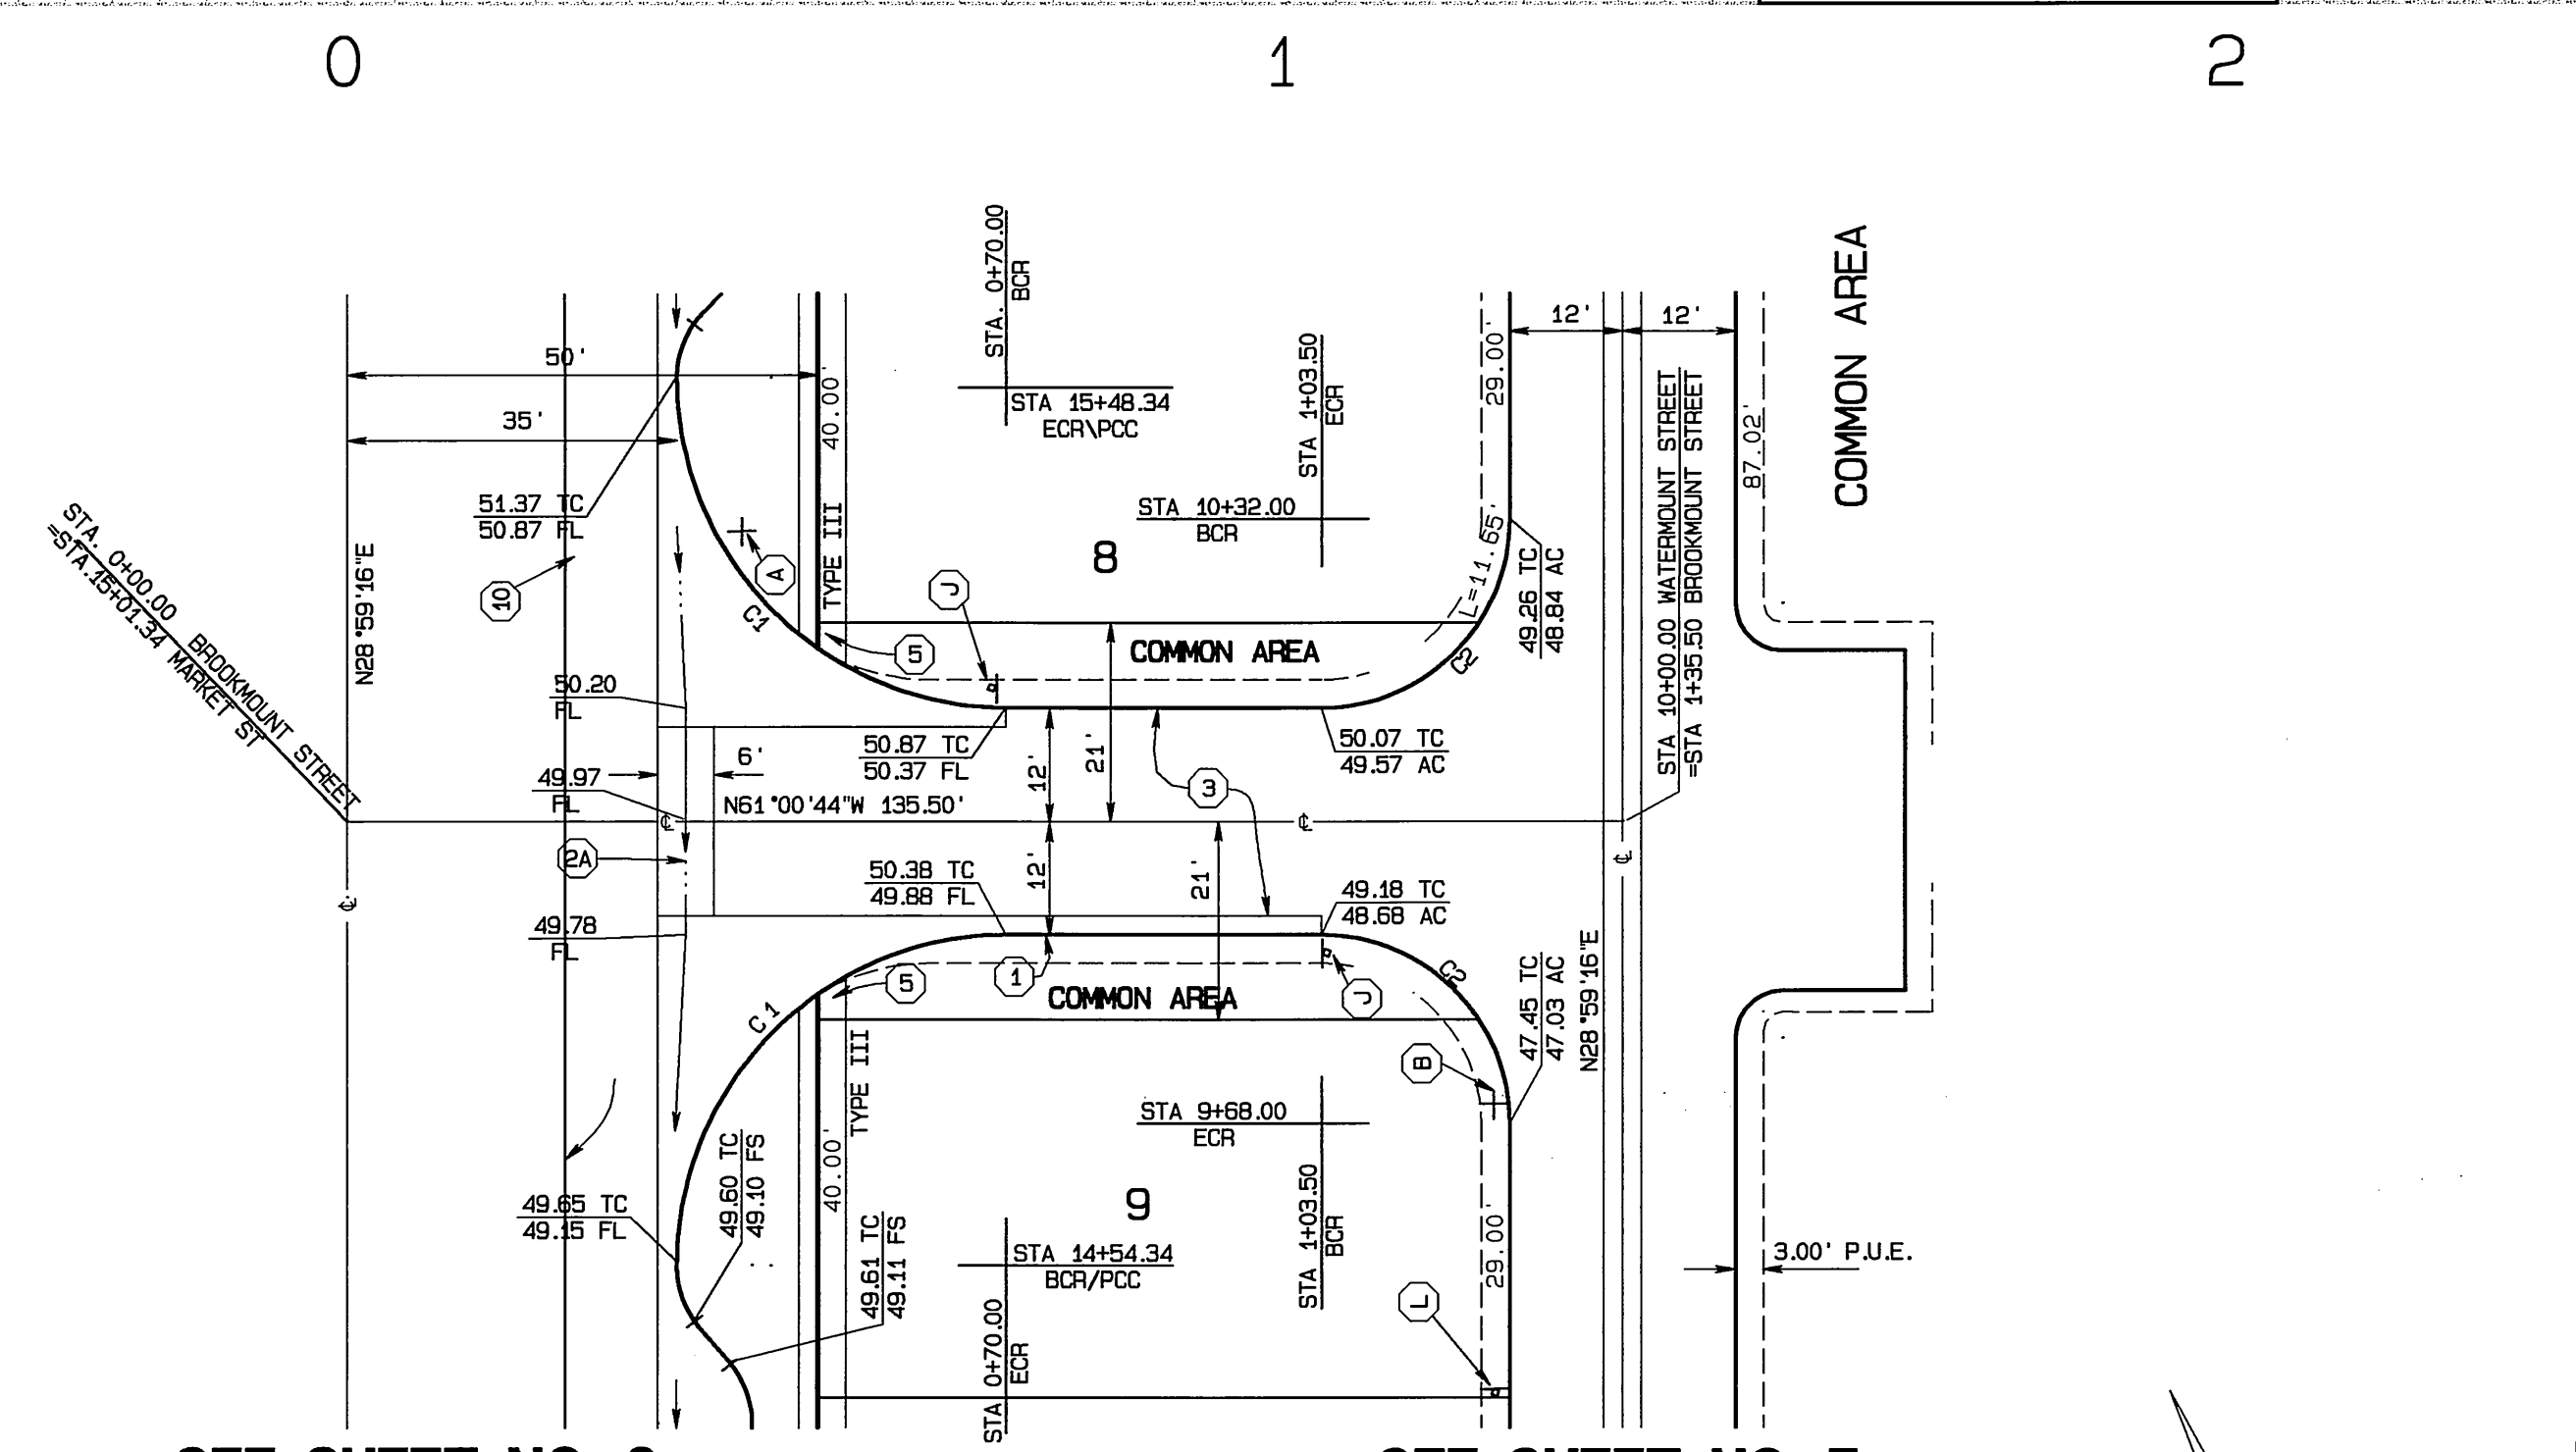 0
1
2
STA. 0+70.00
BCR
COMMON AREA
12'
12'
50'
40.00'
STA 15+48.34
ECR\PCC
STA 1+03.50
ECR
29.00'
35'
87.02'
STA 10+00.00 WATERMOUNT STREET
=STA 1+35.50 BROOKMOUNT STREET
51.37 TC
50.87 FL
STA 10+32.00
BCR
STA. 0+00.00 BROOKMOUNT STREET
=STA.15+01.34 MARKET ST
N28°59'16"E
10
A
TYPE III
J
8
L=11.65'
49.26 TC
48.84 AC
C1
5
COMMON AREA
C2
50.20
FL
50.87 TC
50.37 FL
12'
21'
50.07 TC
49.57 AC
6'
49.97
FL
3
N61°00'44"W 135.50'
2A
50.38 TC
49.88 FL
12'
21'
49.18 TC
48.68 AC
49.78
FL
5
1
COMMON AREA
J
C2
C1
47.45 TC
47.03 AC
N28°59'16"E
TYPE III
B
STA 9+68.00
ECR
40.00'
49.60 TC
49.10 FS
49.65 TC
49.15 FL
9
STA 1+03.50
BCR
29.00'
49.61 TC
49.11 FS
STA 14+54.34
BCR/PCC
3.00' P.U.E.
L
STA 0+70.00
ECR